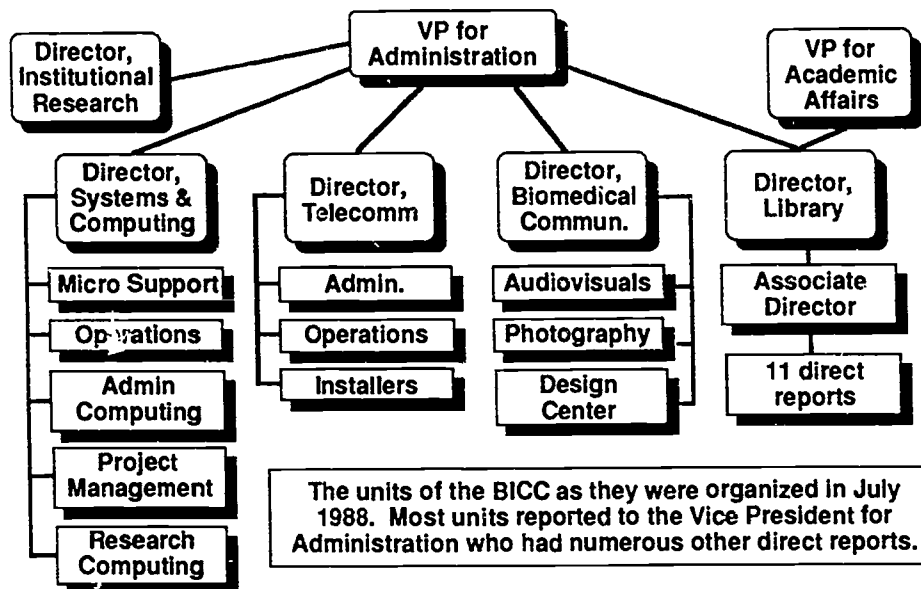 VP for
Administration
Director,
Institutional
Research
VP for
Academic
Affairs
Director,
Systems &
Computing
Director,
Telecomm
Director,
Biomedical
Commun.
Director,
Library
Micro Support
Operations
Admin
Computing
Project
Management
Research
Computing
Admin.
Operations
Installers
Audiovisuals
Photography
Design
Center
Associate
Director
11 direct
reports
The units of the BICC as they were organized in July
1988. Most units reported to the Vice President for
Administration who had numerous other direct reports.